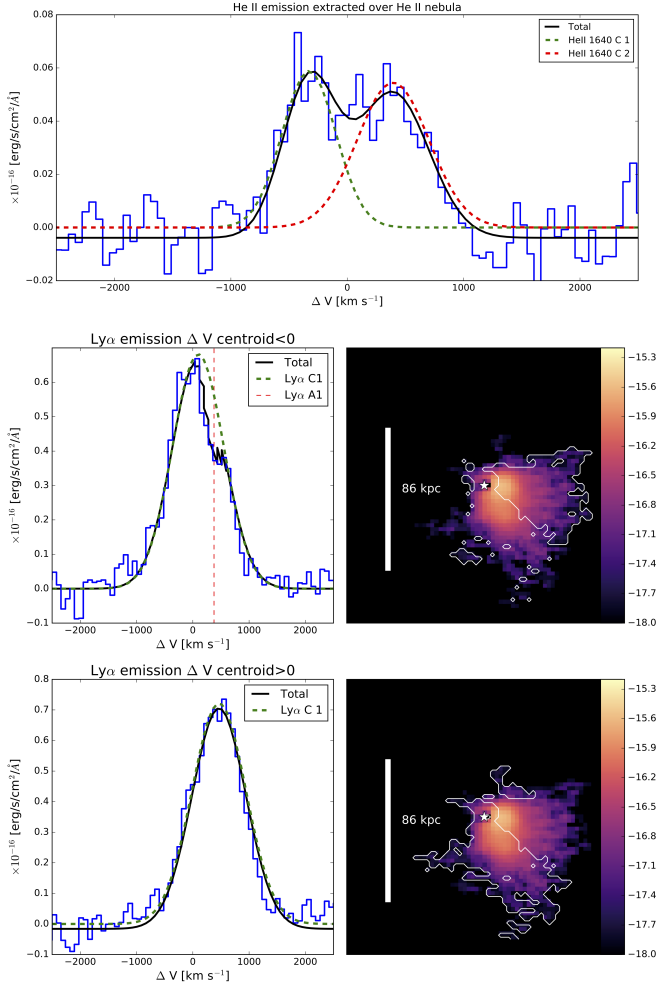 He II emission extracted over He II nebula
0.08
0.06
0.04
0.02
0.00
−0.02
×10⁻¹⁶ [erg/s/cm²/Å]
Total
HeII 1640 C 1
HeII 1640 C 2
−2000 −1000 0 1000 2000
Δ V [km s⁻¹]
Lyα emission Δ V centroid<0
0.6
0.5
0.4
0.3
0.2
0.1
0.0
−0.1
×10⁻¹⁶ [erg/s/cm²/Å]
Total
Lyα C1
Lyα A1
−2000 −1000 0 1000 2000
Δ V [km s⁻¹]
86 kpc
−15.3
−15.6
−15.9
−16.2
−16.5
−16.8
−17.1
−17.4
−17.7
−18.0
Lyα emission Δ V centroid>0
0.8
0.7
0.6
0.5
0.4
0.3
0.2
0.1
0.0
−0.1
×10⁻¹⁶ [erg/s/cm²/Å]
Total
Lyα C 1
−2000 −1000 0 1000 2000
Δ V [km s⁻¹]
86 kpc
−15.3
−15.6
−15.9
−16.2
−16.5
−16.8
−17.1
−17.4
−17.7
−18.0